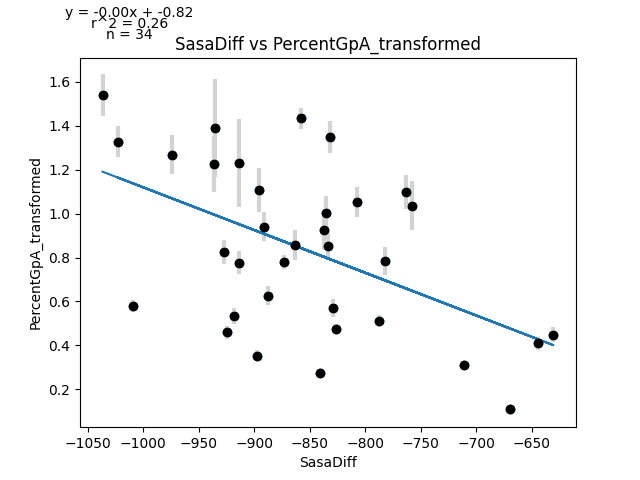 y = -0.00x + -0.82
r^2 = 0.26
n = 34
SasaDiff vs PercentGpA_transformed
PercentGpA_transformed
1.6
1.4
1.2
1.0
0.8
0.6
0.4
0.2
−1050 −1000 −950 −900 −850 −800 −750 −700 −650
SasaDiff